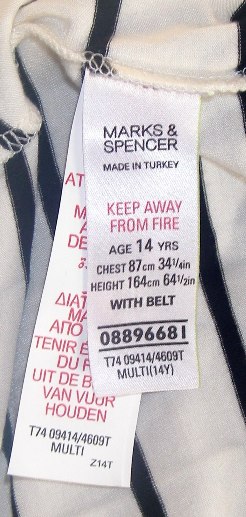 MARKS &
SPENCER
MADE IN TURKEY
KEEP AWAY
FROM FIRE
AGE 14 YRS
CHEST 87cm 34¼in
HEIGHT 164cm 64½in
WITH BELT
08896681
T74 09414/4609T
MULTI(14Y)
ΔΙΑΤ
ΜΑ
ΑΠΟ
TENIR É
DU F
UIT DE B
VAN VUUR
HOUDEN
T74 09414/4609T
MULTI
Z14T